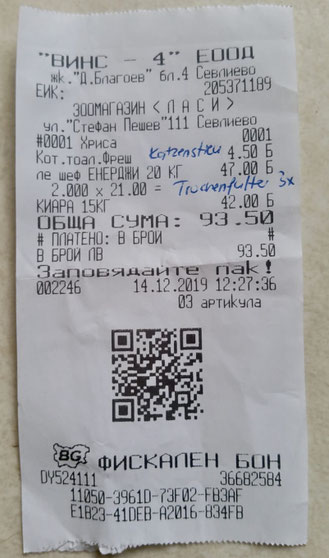 "ВИНС - 4" ЕООД
жк."Д.Благоев" бл.4 Севлиево
ЕИК: 205371189
ЗООМАГАЗИН < Л А С И >
ул."Стефан Пешев"111 Севлиево
#0001 Хриса 0001
Кот.тоал.Фреш Katzenstreu 4.50 Б
ле шеф ЕНЕРДЖИ 20 КГ 47.00 Б
2.000 x 21.00 = Trockenfutter 3x
КИАРА 15КГ 42.00 Б
ОБЩА СУМА: 93.50
# ПЛАТЕНО: В БРОИ #
В БРОИ ЛВ 93.50
Заповядайте пак!
002246 14.12.2019 12:27:36
03 артикула
BG ФИСКАЛЕН БОН
DY524111 36682584
11050-3961D-73F02-FB3AF
E1B23-41DEB-A2016-B34FB